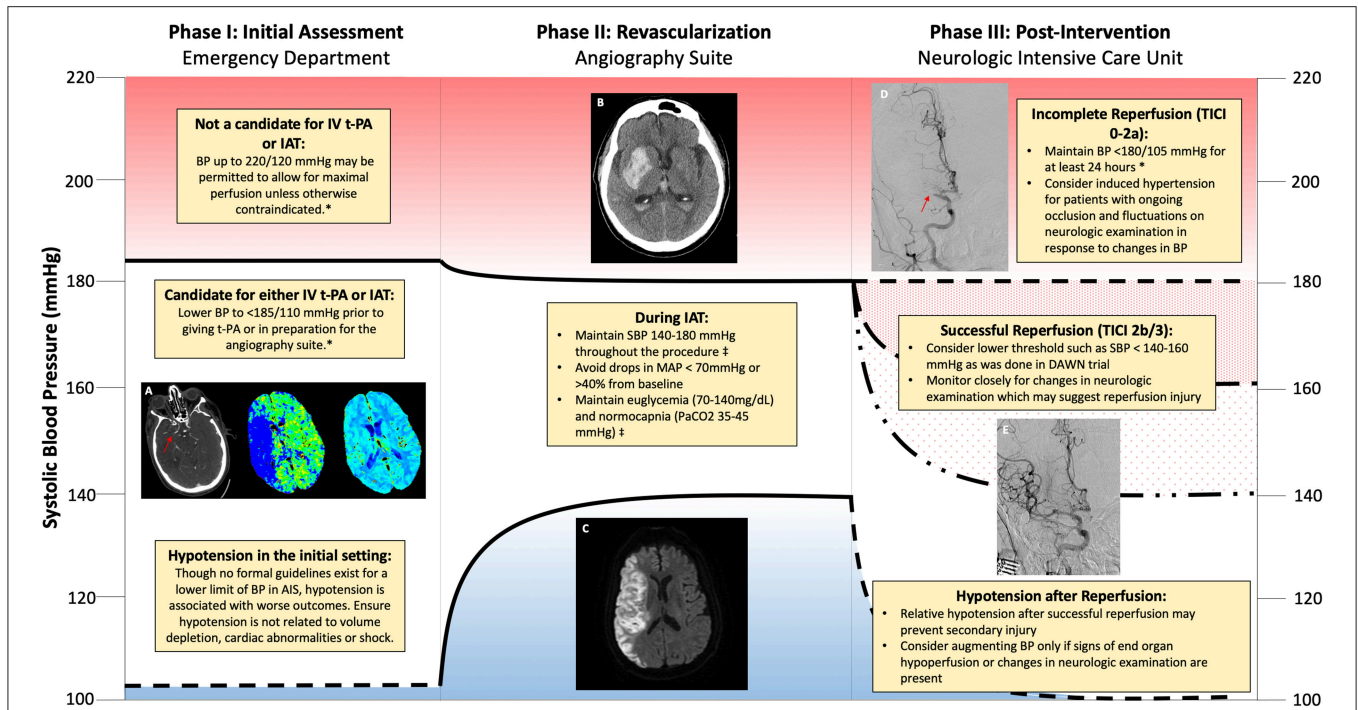 Phase I: Initial Assessment
Emergency Department
Phase II: Revascularization
Angiography Suite
Phase III: Post-Intervention
Neurologic Intensive Care Unit
Systolic Blood Pressure (mmHg)
220
200
180
160
140
120
100
Not a candidate for IV t-PA
or IAT:
BP up to 220/120 mmHg may be
permitted to allow for maximal
perfusion unless otherwise
contraindicated.*
Candidate for either IV t-PA or IAT:
Lower BP to <185/110 mmHg prior to
giving t-PA or in preparation for the
angiography suite.*
A
Hypotension in the initial setting:
Though no formal guidelines exist for a
lower limit of BP in AIS, hypotension is
associated with worse outcomes. Ensure
hypotension is not related to volume
depletion, cardiac abnormalities or shock.
B
During IAT:
• Maintain SBP 140-180 mmHg
throughout the procedure ‡
• Avoid drops in MAP < 70mmHg or
>40% from baseline
• Maintain euglycemia (70-140mg/dL)
and normocapnia (PaCO2 35-45
mmHg) ‡
C
D
Incomplete Reperfusion (TICI
0-2a):
• Maintain BP <180/105 mmHg for
at least 24 hours *
• Consider induced hypertension
for patients with ongoing
occlusion and fluctuations on
neurologic examination in
response to changes in BP
Successful Reperfusion (TICI 2b/3):
• Consider lower threshold such as SBP < 140-160
mmHg as was done in DAWN trial
• Monitor closely for changes in neurologic
examination which may suggest reperfusion injury
E
Hypotension after Reperfusion:
• Relative hypotension after successful reperfusion may
prevent secondary injury
• Consider augmenting BP only if signs of end organ
hypoperfusion or changes in neurologic examination are
present
220
200
180
160
140
120
100